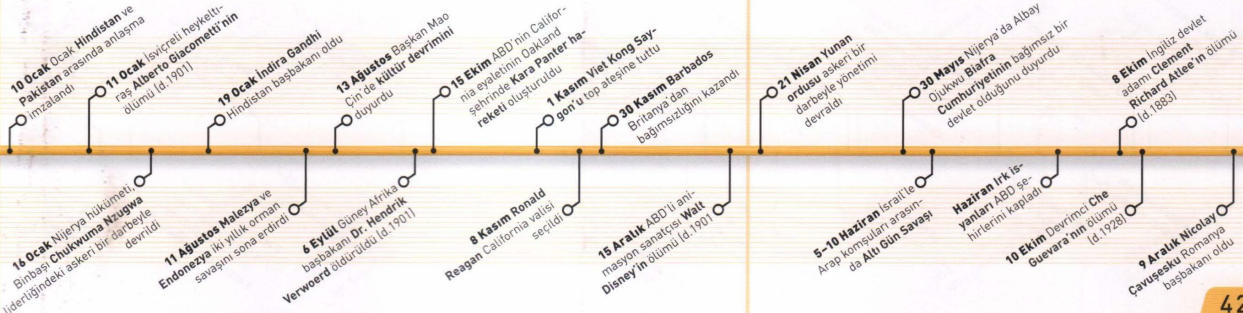 10 Ocak Ocak Hindistan ve
Pakistan arasında anlaşma
imzalandı
11 Ocak İsviçreli heykeltı-
raş Alberto Giacometti'nin
ölümü [d.1901]
19 Ocak İndira Gandhi
Hindistan başbakanı oldu
13 Ağustos Başkan Mao
Çin'de kültür devrimini
duyurdu
15 Ekim ABD'nin Califor-
nia eyaletinin Oakland
şehrinde Kara Panter ha-
reketi oluşturuldu
1 Kasım Viet Kong Say-
gon'u top ateşine tuttu
30 Kasım Barbados
Britanya'dan
bağımsızlığını kazandı
21 Nisan Yunan
ordusu askeri bir
darbeyle yönetimi
devraldı
30 Mayıs Nijerya'da Albay
Ojukwu Biafra
Cumhuriyetinin bağımsız bir
devlet olduğunu duyurdu
8 Ekim İngiliz devlet
adamı Clement
Richard Attlee'in ölümü
[d.1883]
16 Ocak Nijerya hükümeti,
Binbaşı Chukwuma Nzugwa
liderliğindeki askeri bir darbeyle
devrildi
11 Ağustos Malezya ve
Endonezya iki yıllık orman
savaşını sona erdirdi
6 Eylül Güney Afrika
başbakanı Dr. Hendrik
Verwoerd öldürüldü [d.1901]
8 Kasım Ronald
Reagan California valisi
seçildi
15 Aralık ABD'li ani-
masyon sanatçısı Walt
Disney'in ölümü [d.1901
5-10 Haziran İsrail'le
Arap komşuları arasın-
da Altı Gün Savaşı
Haziran Irk is-
yanları ABD şe-
hirlerini kapladı
10 Ekim Devrimci Che
Guevara'nın ölümü
[d.1928]
9 Aralık Nicolay
Çavuşesku Romanya
başbakanı oldu
42